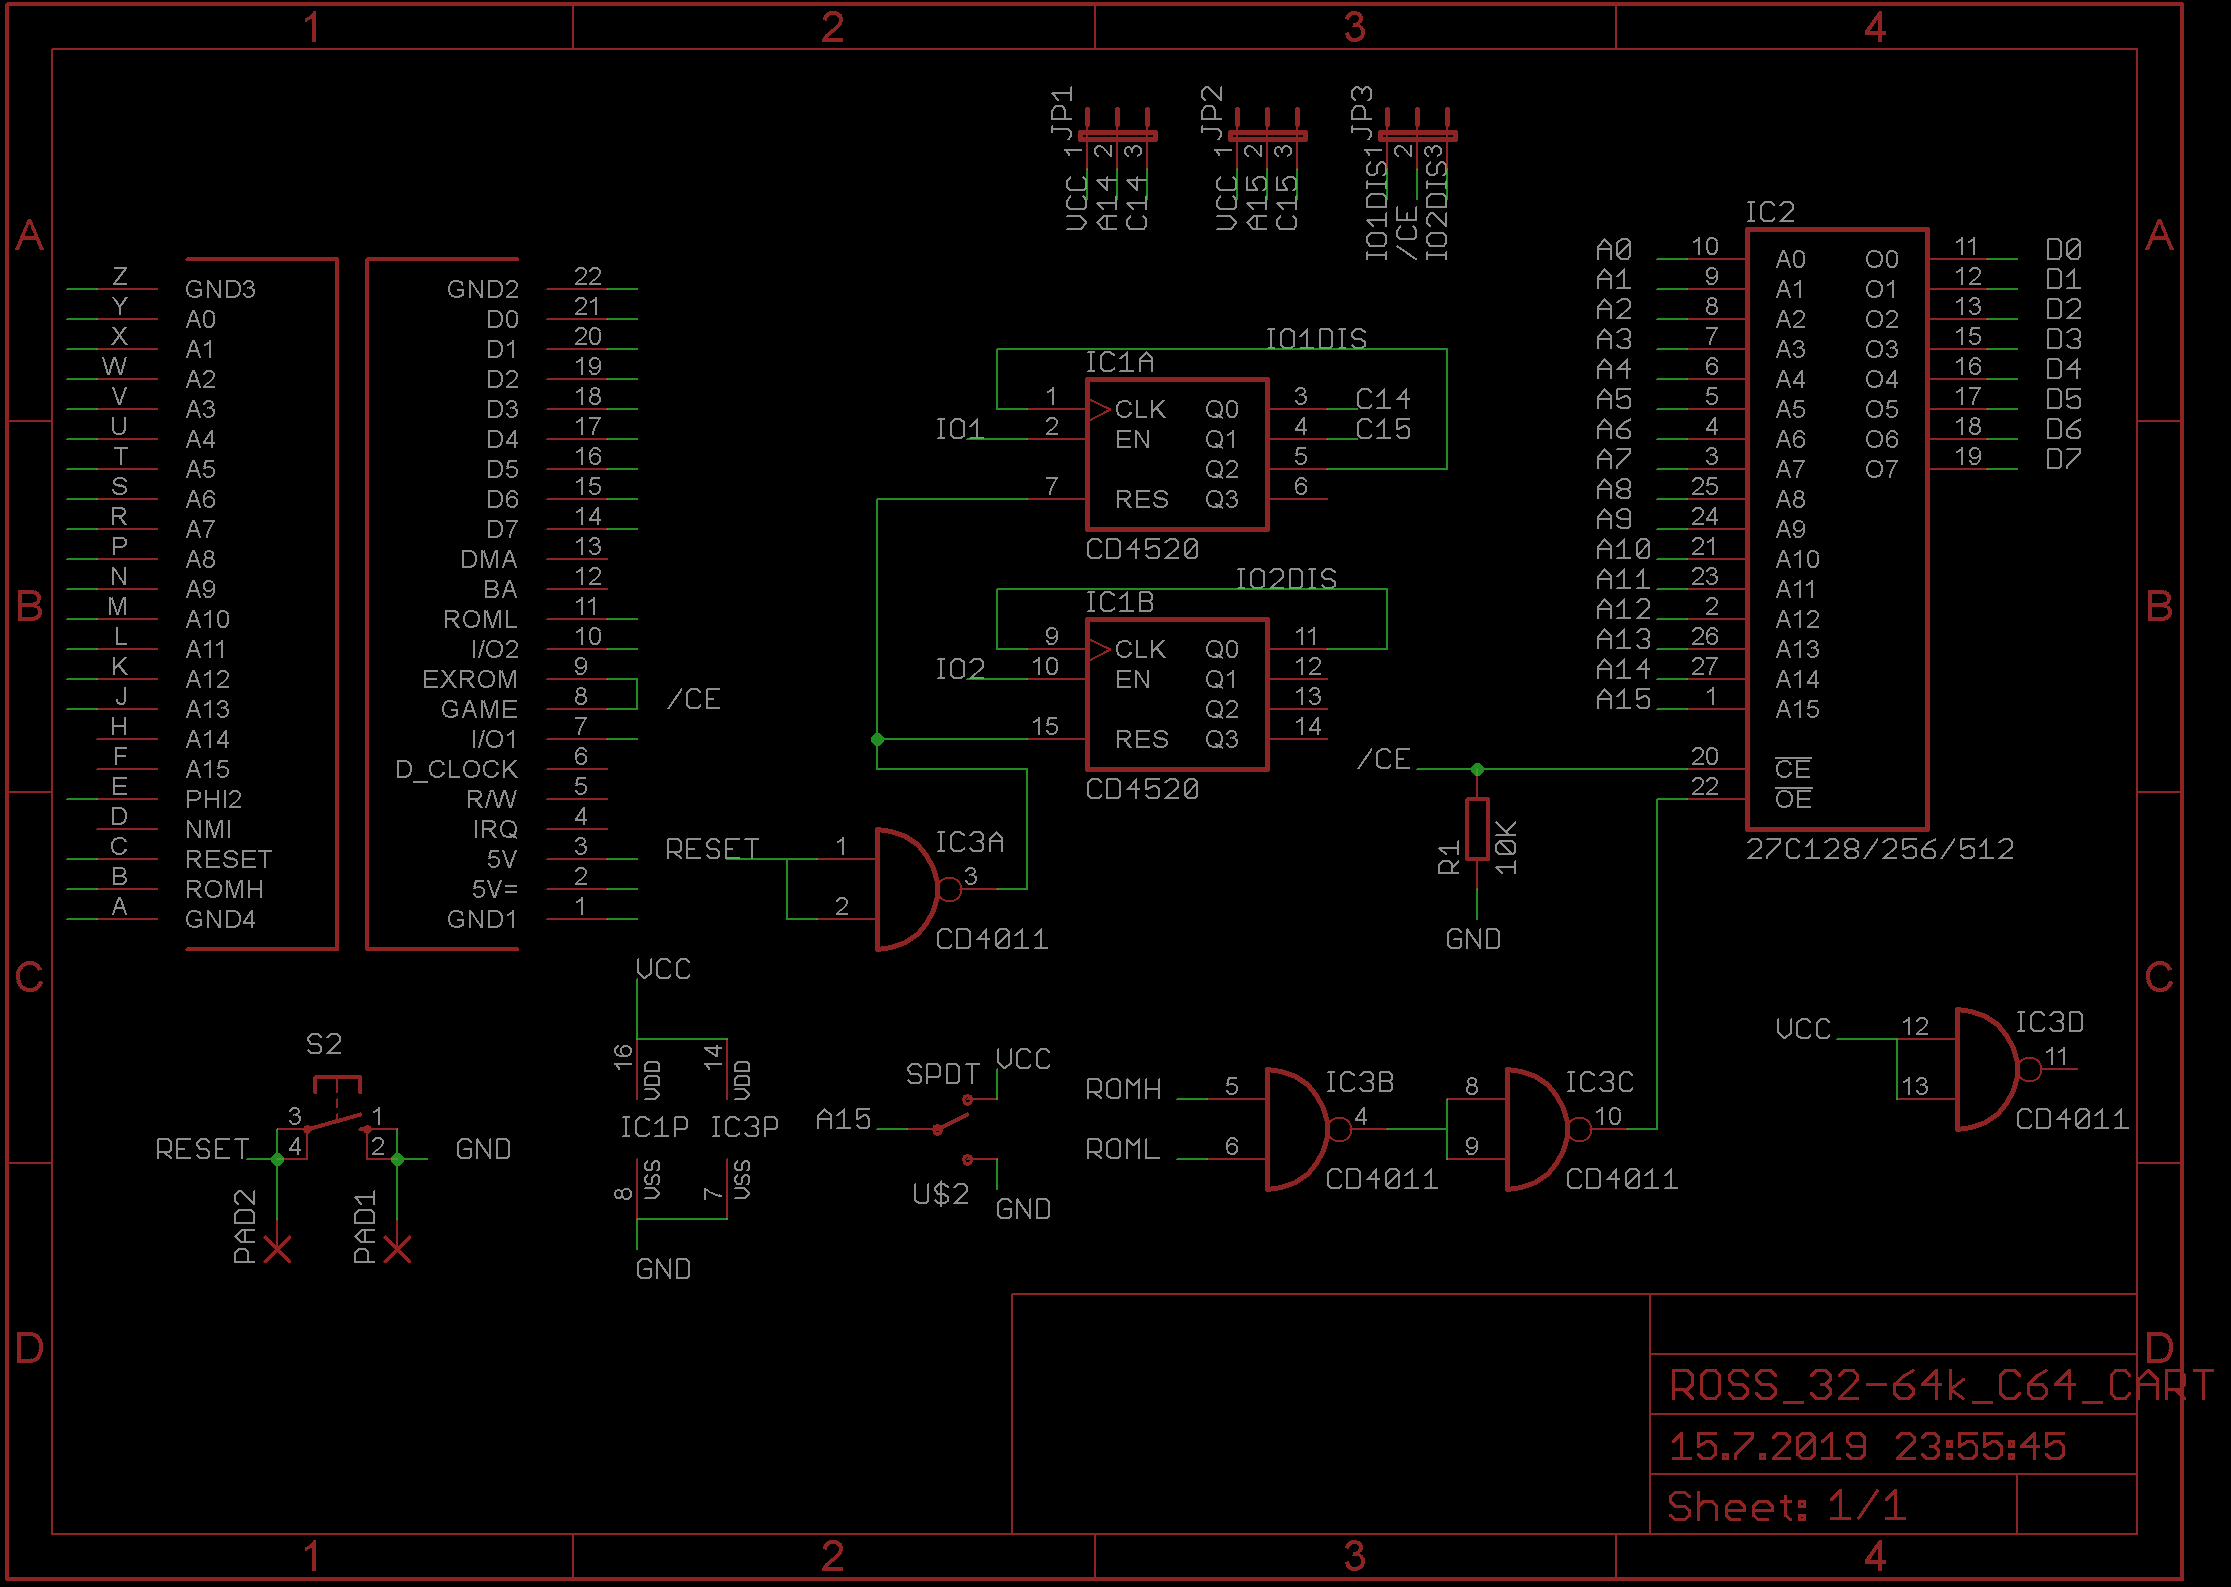 1 2 3 4
A
B
C
D
A
B
C
D
JP1
1 2 3
VCC A14 C14
JP2
1 2 3
VCC A15 C15
JP3
1 2 3
IO1DIS /CE IO2DIS
Z GND3
Y A0
X A1
W A2
V A3
U A4
T A5
S A6
R A7
P A8
N A9
M A10
L A11
K A12
J A13
H A14
F A15
E PHI2
D NMI
C RESET
B ROMH
A GND4
GND2 22
D0 21
D1 20
D2 19
D3 18
D4 17
D5 16
D6 15
D7 14
DMA 13
BA 12
ROML 11
I/O2 10
EXROM 9
GAME 8
/CE
I/O1 7
D_CLOCK 6
R/W 5
IRQ 4
5V 3
5V= 2
GND1 1
IO1DIS
IC1A
1 CLK Q0 3 C14
IO1 2 EN Q1 4 C15
Q2 5
7 RES Q3 6
CD4520
IO2DIS
IC1B
9 CLK Q0 11
IO2 10 EN Q1 12
Q2 13
15 RES Q3 14
CD4520
IC2
A0 10 A0 O0 11 D0
A1 9 A1 O1 12 D1
A2 8 A2 O2 13 D2
A3 7 A3 O3 15 D3
A4 6 A4 O4 16 D4
A5 5 A5 O5 17 D5
A6 4 A6 O6 18 D6
A7 3 A7 O7 19 D7
A8 25 A8
A9 24 A9
A10 21 A10
A11 23 A11
A12 2 A12
A13 26 A13
A14 27 A14
A15 1 A15
/CE 20 CE
22 OE
27C128/256/512
R1 10K
GND
RESET 1 IC3A
3
2
CD4011
S2
3 1
RESET 4 2 GND
PAD2 PAD1
VCC
16 VDD 14 VDD
IC1P IC3P
8 VSS 7 VSS
GND
SPDT VCC
A15
U$2 GND
ROMH 5 IC3B
4
ROML 6
CD4011
8 IC3C
10
9
CD4011
VCC 12 IC3D
11
13
CD4011
ROSS_32-64k_C64_CART
15.7.2019 23:55:45
Sheet: 1/1
1 2 3 4